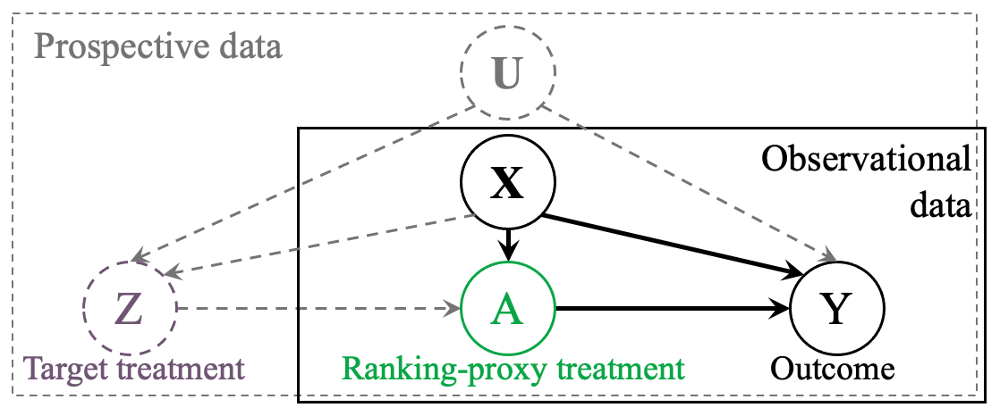 Prospective data
U
X
Observational
data
Z
A
Y
Target treatment
Ranking-proxy treatment
Outcome